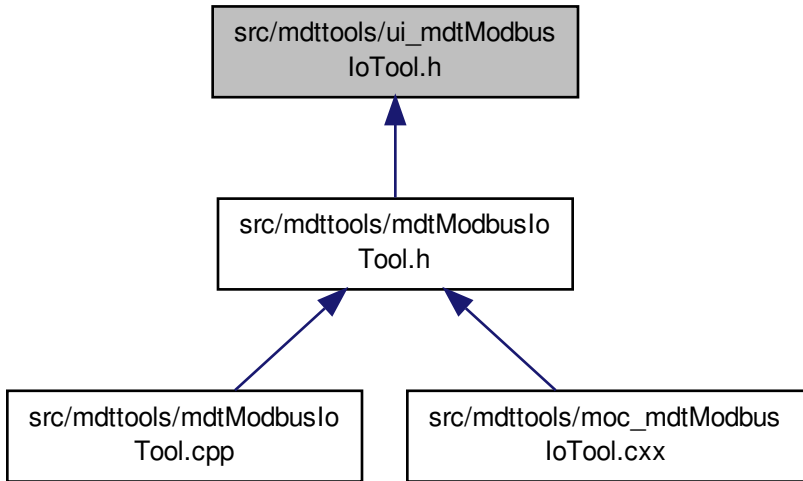 src/mdttools/ui_mdtModbus
IoTool.h
src/mdttools/mdtModbusIo
Tool.h
src/mdttools/mdtModbusIo
Tool.cpp
src/mdttools/moc_mdtModbus
IoTool.cxx